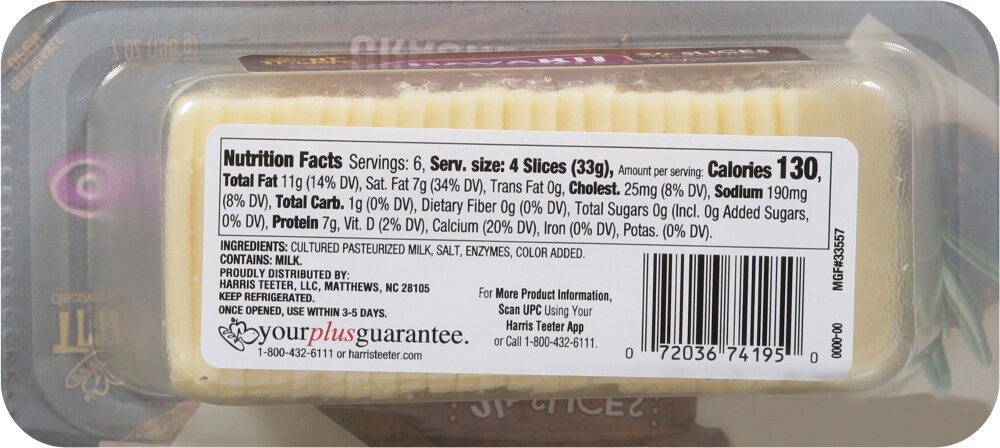 Nutrition Facts Servings: 6, Serv. size: 4 Slices (33g), Amount per serving: Calories 130,
Total Fat 11g (14% DV), Sat. Fat 7g (34% DV), Trans Fat 0g, Cholest. 25mg (8% DV), Sodium 190mg
(8% DV), Total Carb. 1g (0% DV), Dietary Fiber 0g (0% DV), Total Sugars 0g (Incl. 0g Added Sugars,
0% DV), Protein 7g, Vit. D (2% DV), Calcium (20% DV), Iron (0% DV), Potas. (0% DV).
INGREDIENTS: CULTURED PASTEURIZED MILK, SALT, ENZYMES, COLOR ADDED.
CONTAINS: MILK.
PROUDLY DISTRIBUTED BY:
HARRIS TEETER, LLC, MATTHEWS, NC 28105
KEEP REFRIGERATED.
ONCE OPENED, USE WITHIN 3-5 DAYS.
yourplusguarantee.
1-800-432-6111 or harristeeter.com
For More Product Information,
Scan UPC Using Your
Harris Teeter App
or Call 1-800-432-6111.
0 72036 74195 0
0000-00 MGF#33557